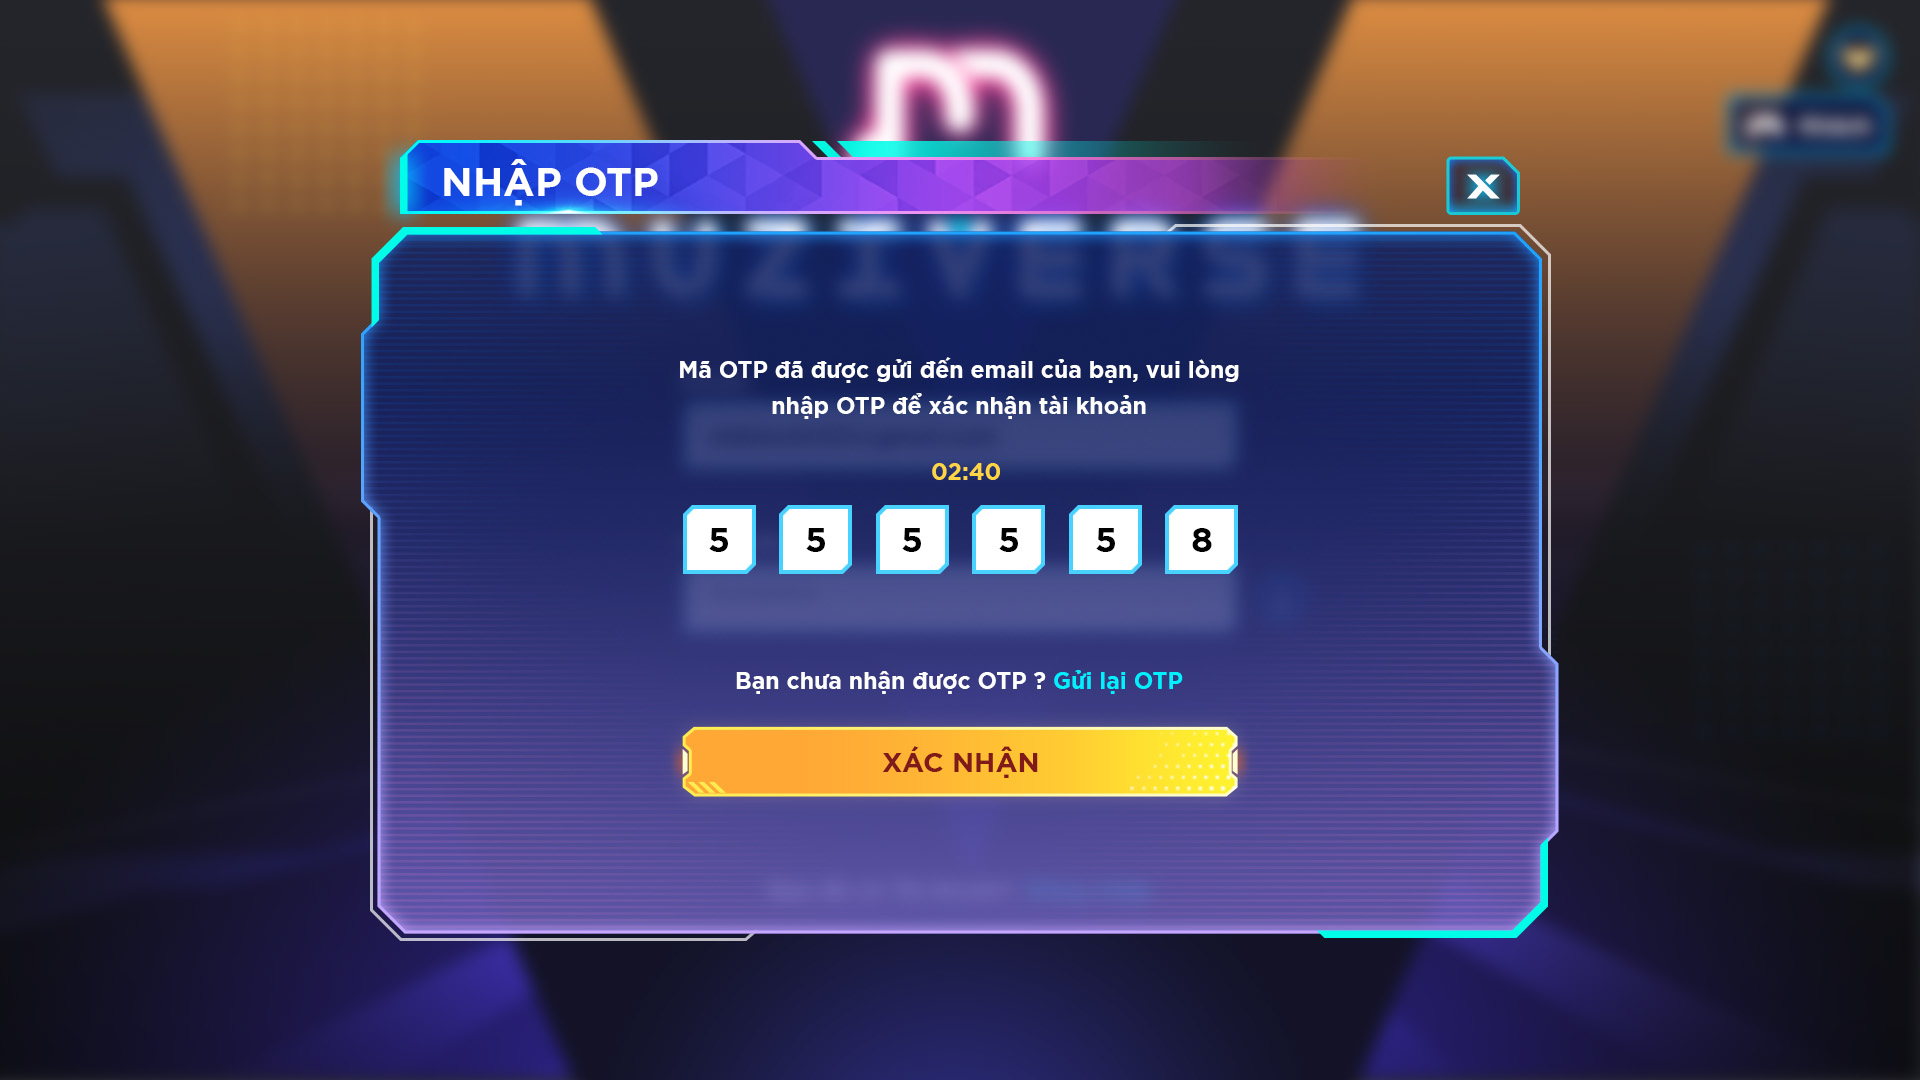 NHẬP OTP
X
MUZIVERSE
Mã OTP đã được gửi đến email của bạn, vui lòng
nhập OTP để xác nhận tài khoản
02:40
5 5 5 5 5 8
Bạn chưa nhận được OTP ? Gửi lại OTP
XÁC NHẬN